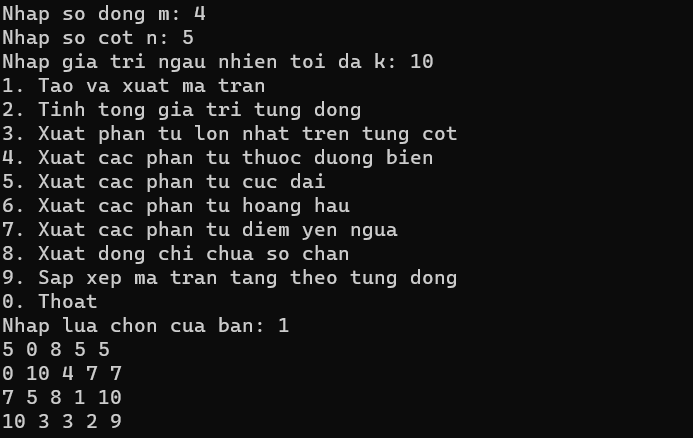 Nhap so dong m: 4
Nhap so cot n: 5
Nhap gia tri ngau nhien toi da k: 10
1. Tao va xuat ma tran
2. Tinh tong gia tri tung dong
3. Xuat phan tu lon nhat tren tung cot
4. Xuat cac phan tu thuoc duong bien
5. Xuat cac phan tu cuc dai
6. Xuat cac phan tu hoang hau
7. Xuat cac phan tu diem yen ngua
8. Xuat dong chi chua so chan
9. Sap xep ma tran tang theo tung dong
0. Thoat
Nhap lua chon cua ban: 1
5 0 8 5 5
0 10 4 7 7
7 5 8 1 10
10 3 3 2 9